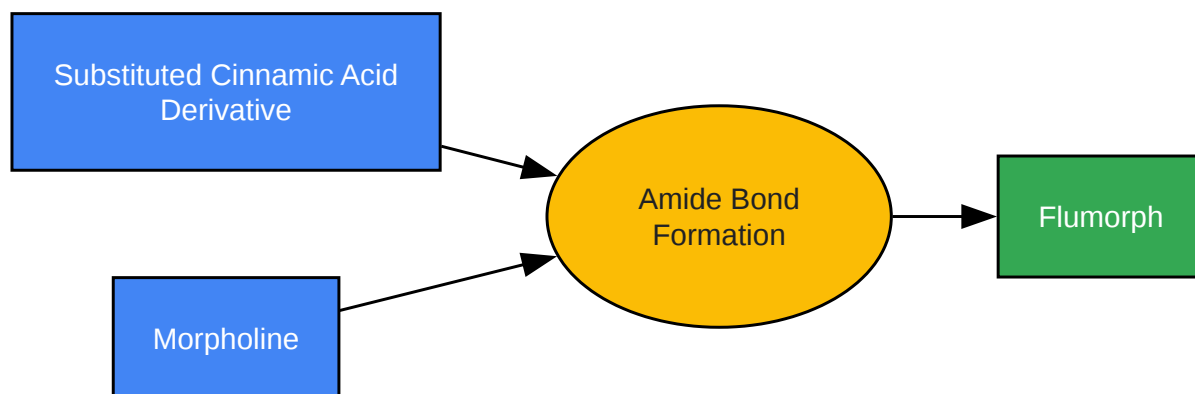 Substituted Cinnamic Acid
Derivative
Morpholine
Amide Bond
Formation
Flumorph